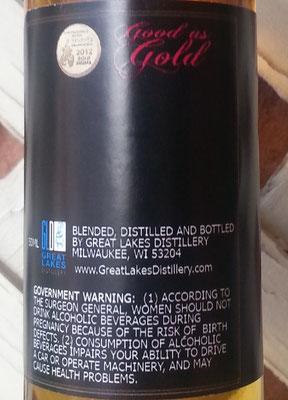 Good as
Gold
2012
BLENDED, DISTILLED AND BOTTLED
BY GREAT LAKES DISTILLERY
MILWAUKEE, WI 53204
www.GreatLakesDistillery.com
GREAT
LAKES
DISTILLERY
GOVERNMENT WARNING: (1) ACCORDING TO
THE SURGEON GENERAL, WOMEN SHOULD NOT
DRINK ALCOHOLIC BEVERAGES DURING
PREGNANCY BECAUSE OF THE RISK OF BIRTH
DEFECTS. (2) CONSUMPTION OF ALCOHOLIC
BEVERAGES IMPAIRS YOUR ABILITY TO DRIVE
A CAR OR OPERATE MACHINERY, AND MAY
CAUSE HEALTH PROBLEMS.